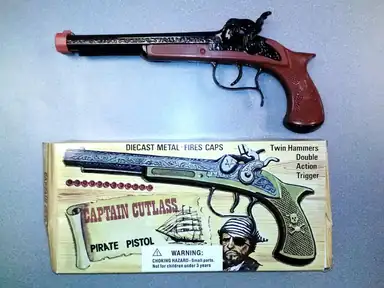 DIECAST METAL FIRES CAPS
Twin Hammers
Double
Action
Trigger
CAPTAIN CUTLASS
PIRATE PISTOL
WARNING:
CHOKING HAZARD - Small parts.
Not for children under 3 years